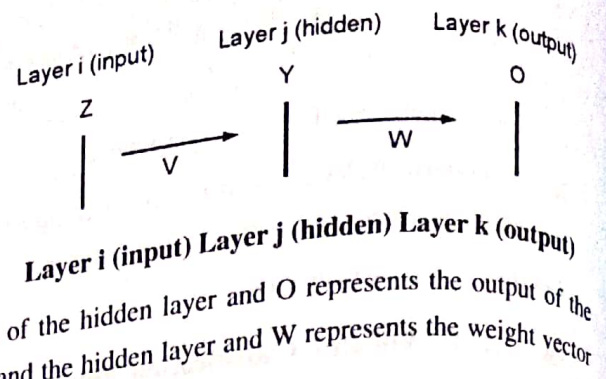 Layer i (input) Layer j (hidden) Layer k (output)
Z Y O
V W
Layer i (input) Layer j (hidden) Layer k (output)
of the hidden layer and O represents the output of the
the hidden layer and W represents the weight vector